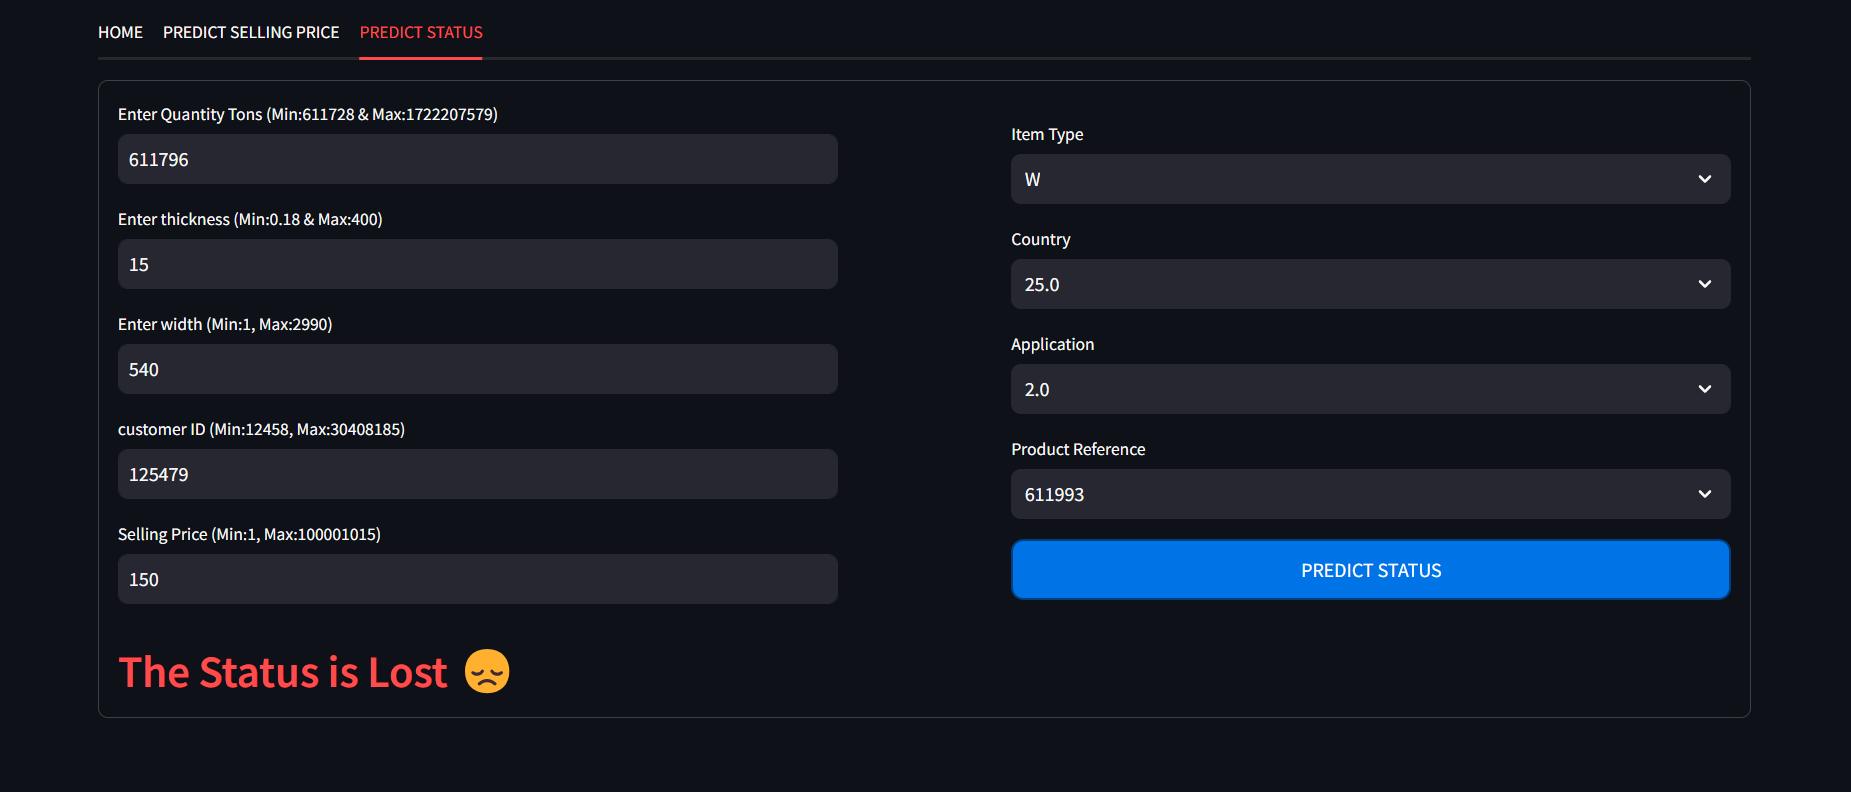 HOME PREDICT SELLING PRICE PREDICT STATUS
Enter Quantity Tons (Min:611728 & Max:1722207579)
611796
Enter thickness (Min:0.18 & Max:400)
15
Enter width (Min:1, Max:2990)
540
customer ID (Min:12458, Max:30408185)
125479
Selling Price (Min:1, Max:100001015)
150
Item Type
W
Country
25.0
Application
2.0
Product Reference
611993
PREDICT STATUS
The Status is Lost 😞